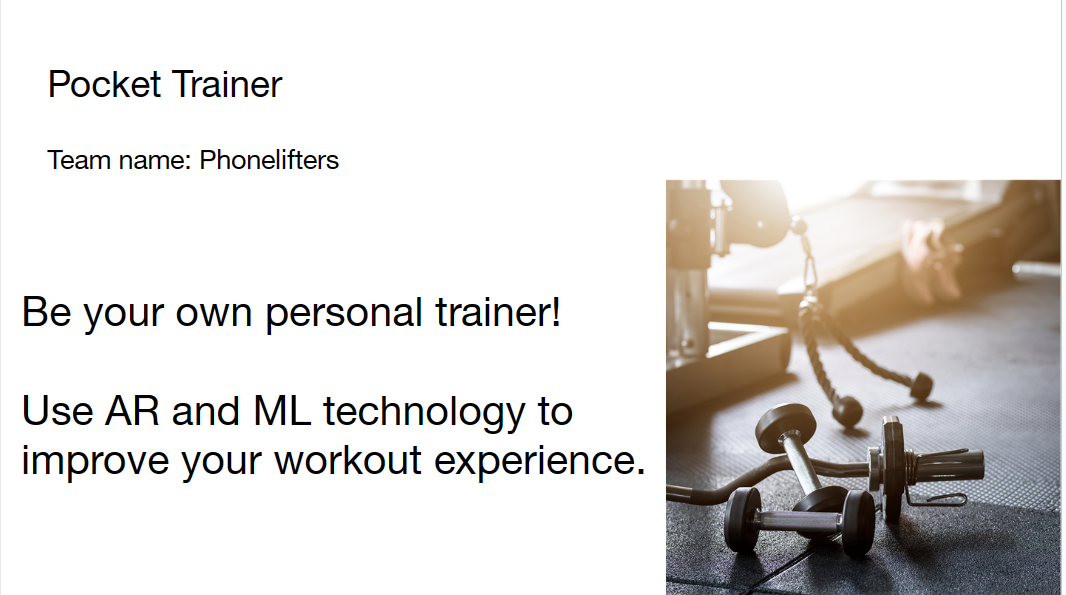 Pocket Trainer
Team name: Phonelifters
Be your own personal trainer!
Use AR and ML technology to
improve your workout experience.